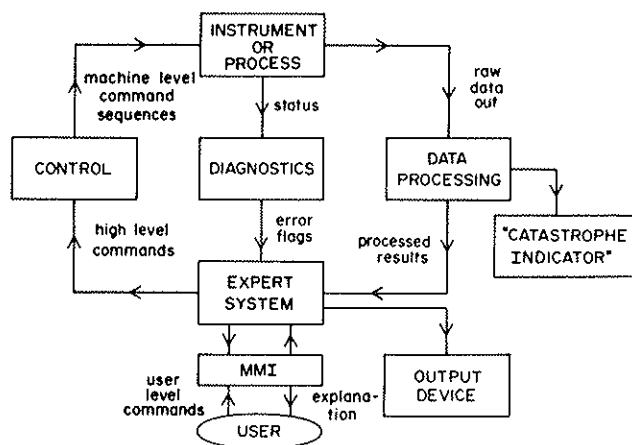 INSTRUMENT
OR
PROCESS
machine level
command
sequences
status
raw
data
out
CONTROL
DIAGNOSTICS
DATA
PROCESSING
high level
commands
error
flags
processed
results
"CATASTROPHE
INDICATOR"
EXPERT
SYSTEM
MMI
OUTPUT
DEVICE
user
level
commands
explana-
tion
USER